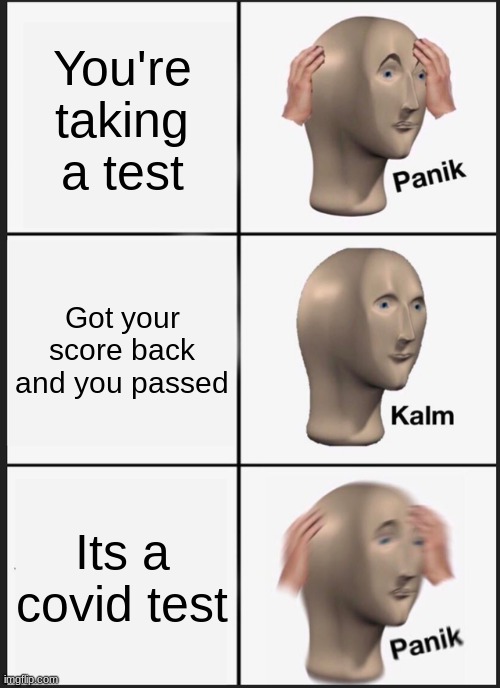 You're
taking
a test
Panik
Got your
score back
and you passed
Kalm
Its a
covid test
Panik
imgflip.com